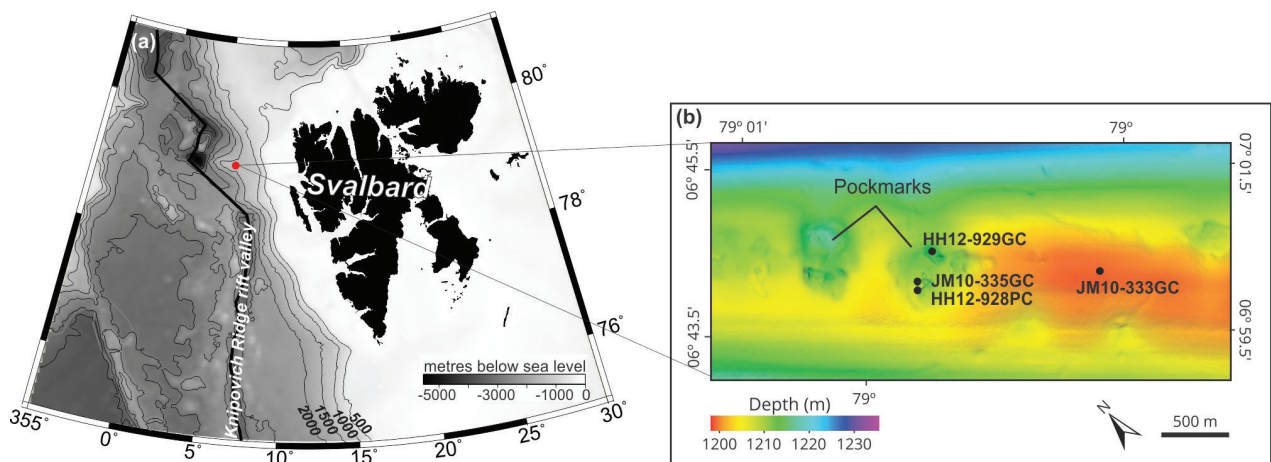 (a)
80°
78°
76°
Svalbard
Knipovich Ridge rift valley
metres below sea level
-5000 -3000 -1000 0
2000 1500 1000 500
355°
0° 5° 10° 15° 20° 25° 30°
(b)
79° 01' 79°
06° 45.5'
07° 01.5'
Pockmarks
HH12-929GC
JM10-335GC
JM10-333GC
HH12-928PC
06° 43.5'
06° 59.5'
79°
Depth (m)
1200 1210 1220 1230
N
500 m